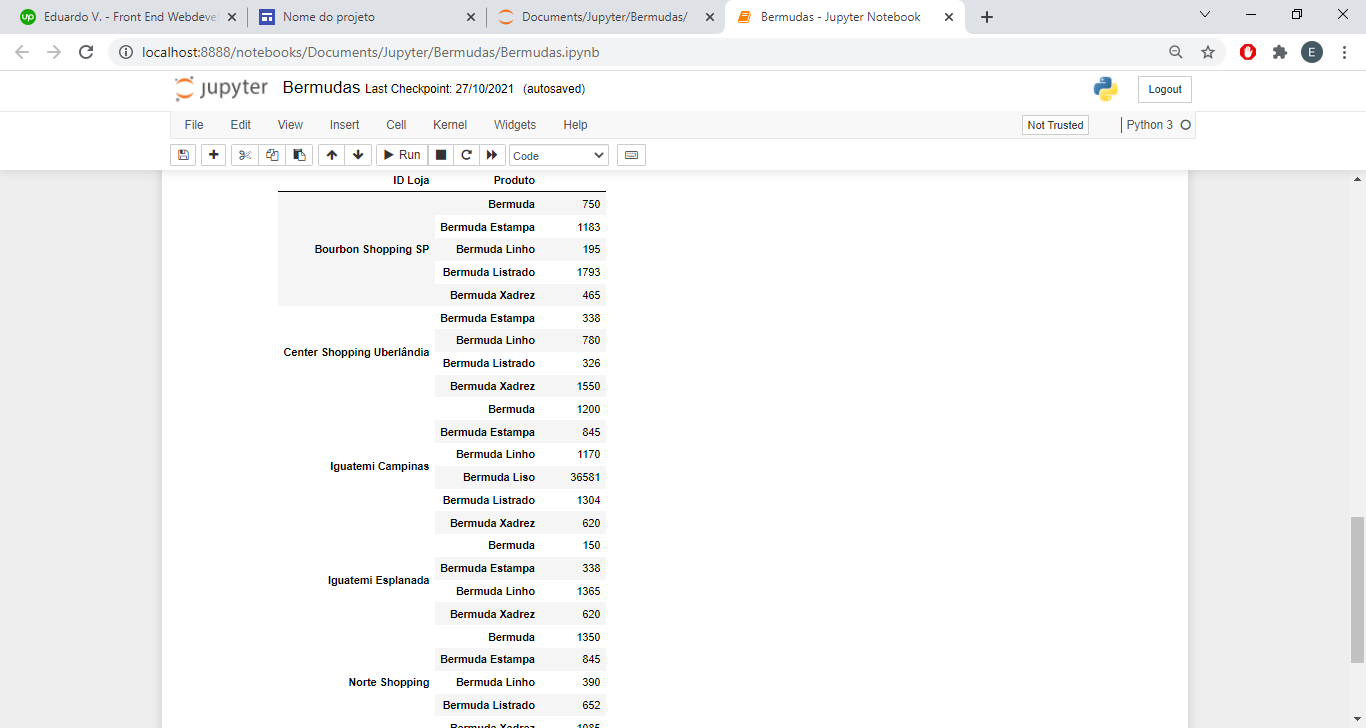 Eduardo V. - Front End Webdeve
Nome do projeto
Documents/Jupyter/Bermudas/
Bermudas - Jupyter Notebook
localhost:8888/notebooks/Documents/Jupyter/Bermudas/Bermudas.ipynb
E
jupyter Bermudas Last Checkpoint: 27/10/2021 (autosaved)
Logout
File Edit View Insert Cell Kernel Widgets Help
Not Trusted
Python 3
Run
Code
ID Loja Produto
Bermuda 750
Bermuda Estampa 1183
Bourbon Shopping SP Bermuda Linho 195
Bermuda Listrado 1793
Bermuda Xadrez 465
Bermuda Estampa 338
Bermuda Linho 780
Center Shopping Uberlândia
Bermuda Listrado 326
Bermuda Xadrez 1550
Bermuda 1200
Bermuda Estampa 845
Bermuda Linho 1170
Iguatemi Campinas
Bermuda Liso 36581
Bermuda Listrado 1304
Bermuda Xadrez 620
Bermuda 150
Bermuda Estampa 338
Iguatemi Esplanada
Bermuda Linho 1365
Bermuda Xadrez 620
Bermuda 1350
Bermuda Estampa 845
Norte Shopping Bermuda Linho 390
Bermuda Listrado 652
Bermuda Xadrez 1085